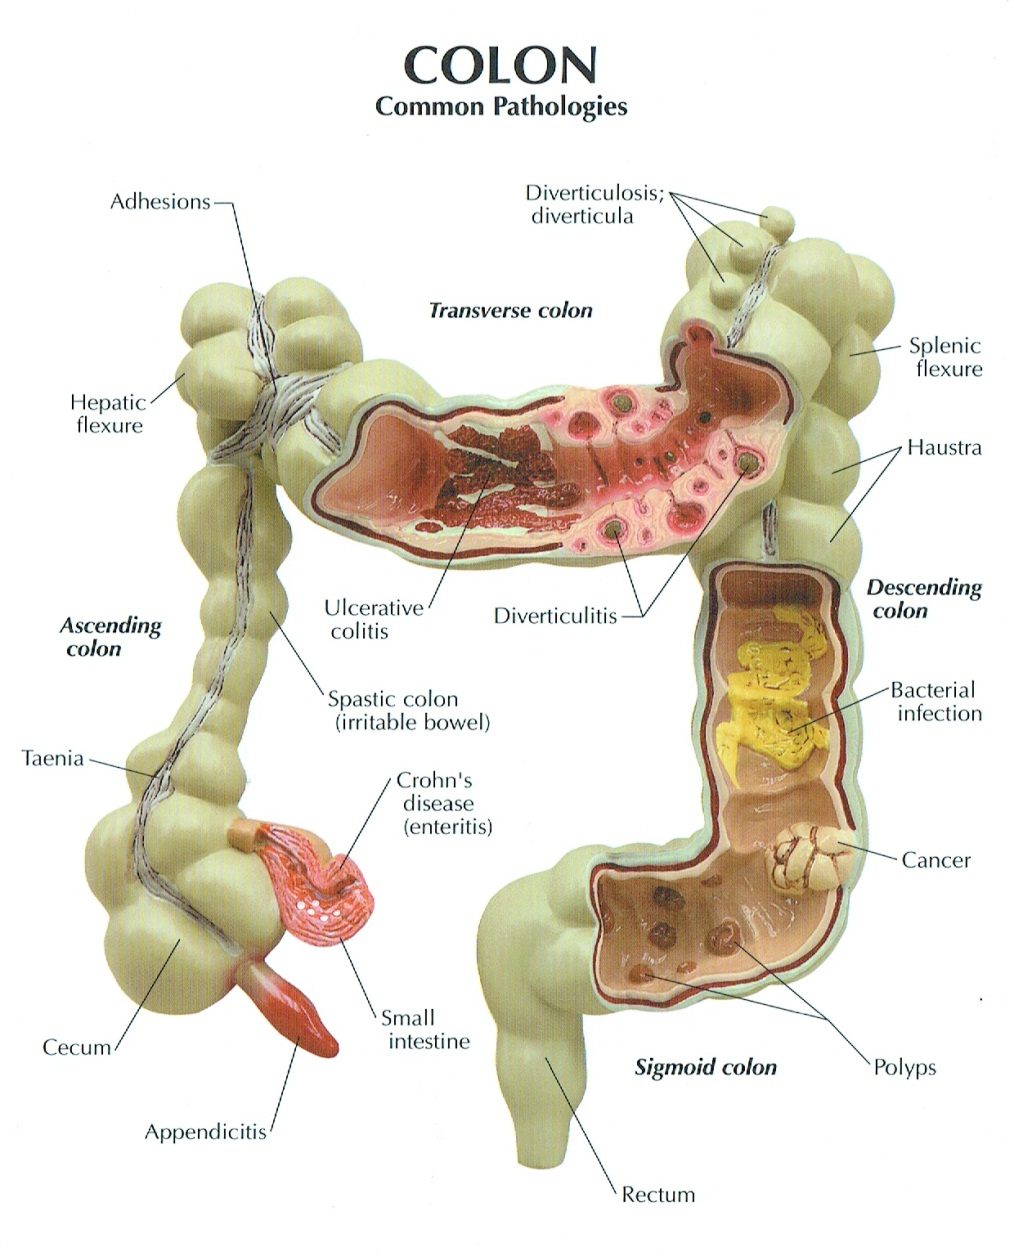 COLON
Common Pathologies
Adhesions
Diverticulosis;
diverticula
Transverse colon
Splenic
flexure
Hepatic
flexure
Haustra
Descending
colon
Ulcerative
colitis
Diverticulitis
Ascending
colon
Spastic colon
(irritable bowel)
Bacterial
infection
Taenia
Crohn's
disease
(enteritis)
Cancer
Small
intestine
Cecum
Sigmoid colon
Polyps
Appendicitis
Rectum